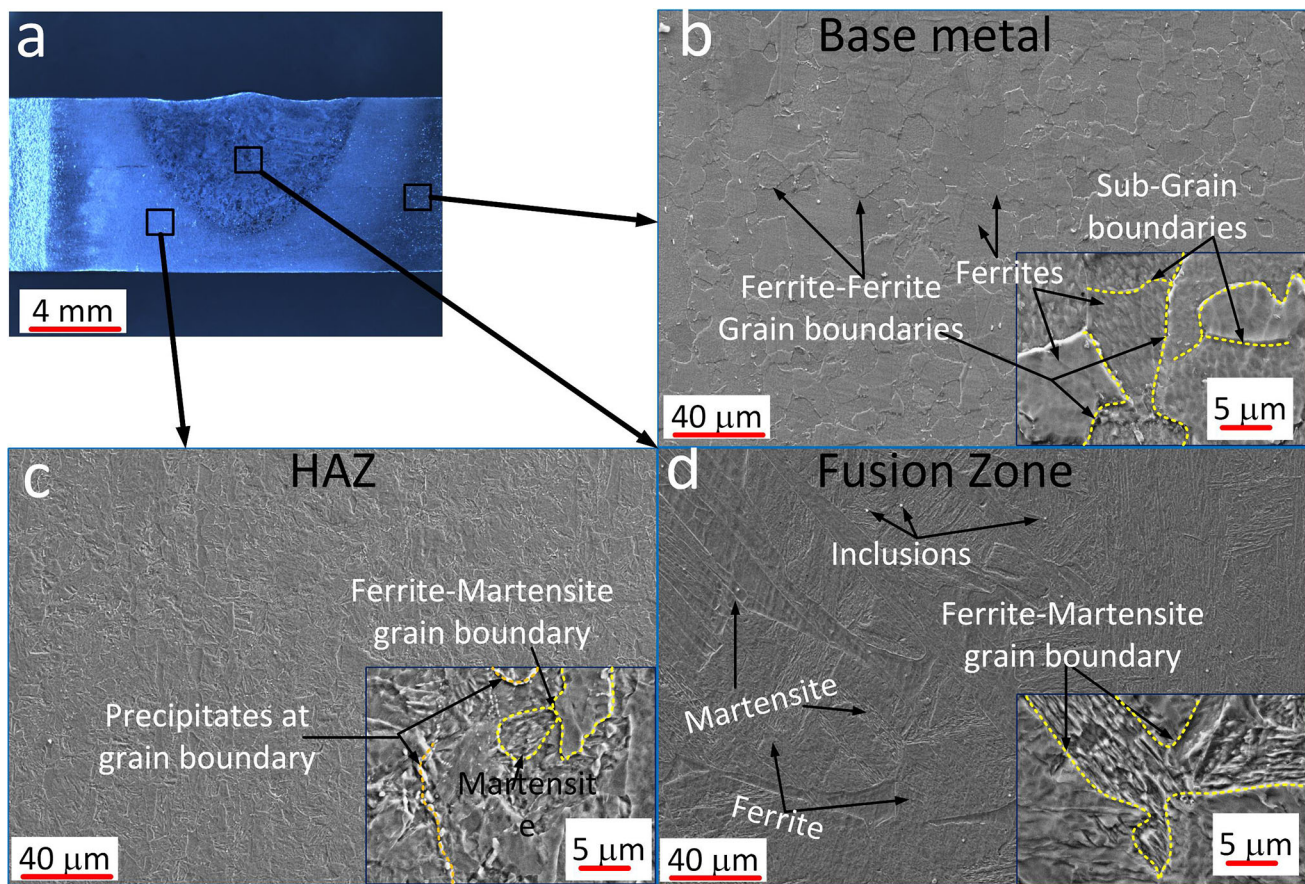 a
4 mm
b
Base metal
Sub-Grain
boundaries
Ferrites
Ferrite-Ferrite
Grain boundaries
40 μm
5 μm
c
HAZ
Ferrite-Martensite
grain boundary
Precipitates at
grain boundary
Martensit
e
40 μm
5 μm
d
Fusion Zone
Inclusions
Ferrite-Martensite
grain boundary
Martensite
Ferrite
40 μm
5 μm